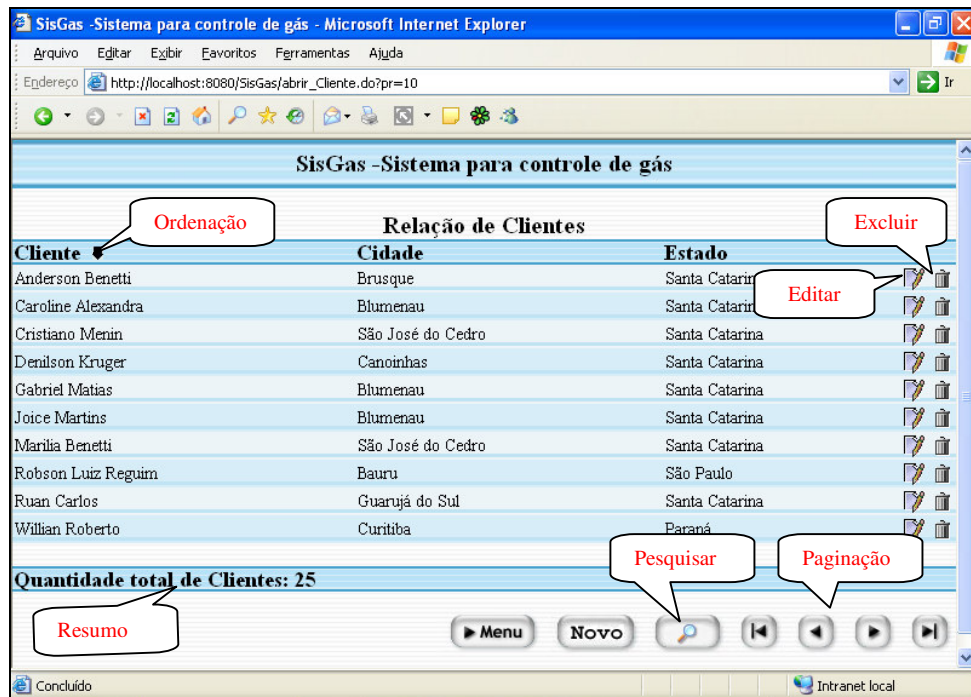 SisGas -Sistema para controle de gás - Microsoft Internet Explorer
Arquivo Editar Exibir Favoritos Ferramentas Ajuda
Endereço http://localhost:8080/SisGas/abrir_Cliente.do?pr=10 Ir
SisGas -Sistema para controle de gás
Ordenação
Relação de Clientes
Excluir
Cliente Cidade Estado
Anderson Benetti Brusque Santa Catarina
Editar
Caroline Alexandra Blumenau Santa Catarina
Cristiano Menin São José do Cedro Santa Catarina
Denilson Kruger Canoinhas Santa Catarina
Gabriel Matias Blumenau Santa Catarina
Joice Martins Blumenau Santa Catarina
Marilia Benetti São José do Cedro Santa Catarina
Robson Luiz Reguim Bauru São Paulo
Ruan Carlos Guarujá do Sul Santa Catarina
Willian Roberto Curitiba Paraná
Pesquisar Paginação
Quantidade total de Clientes: 25
Resumo
Menu Novo
Concluído Intranet local